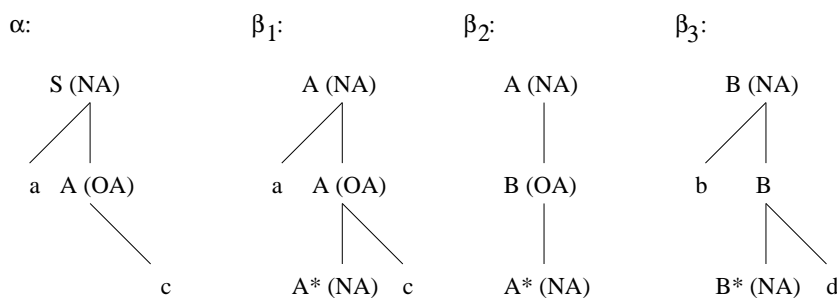 α: β1: β2: β3:
S (NA) A (NA) A (NA) B (NA)
a A (OA) a A (OA) B (OA) b B
c A* (NA) c A* (NA) B* (NA) d